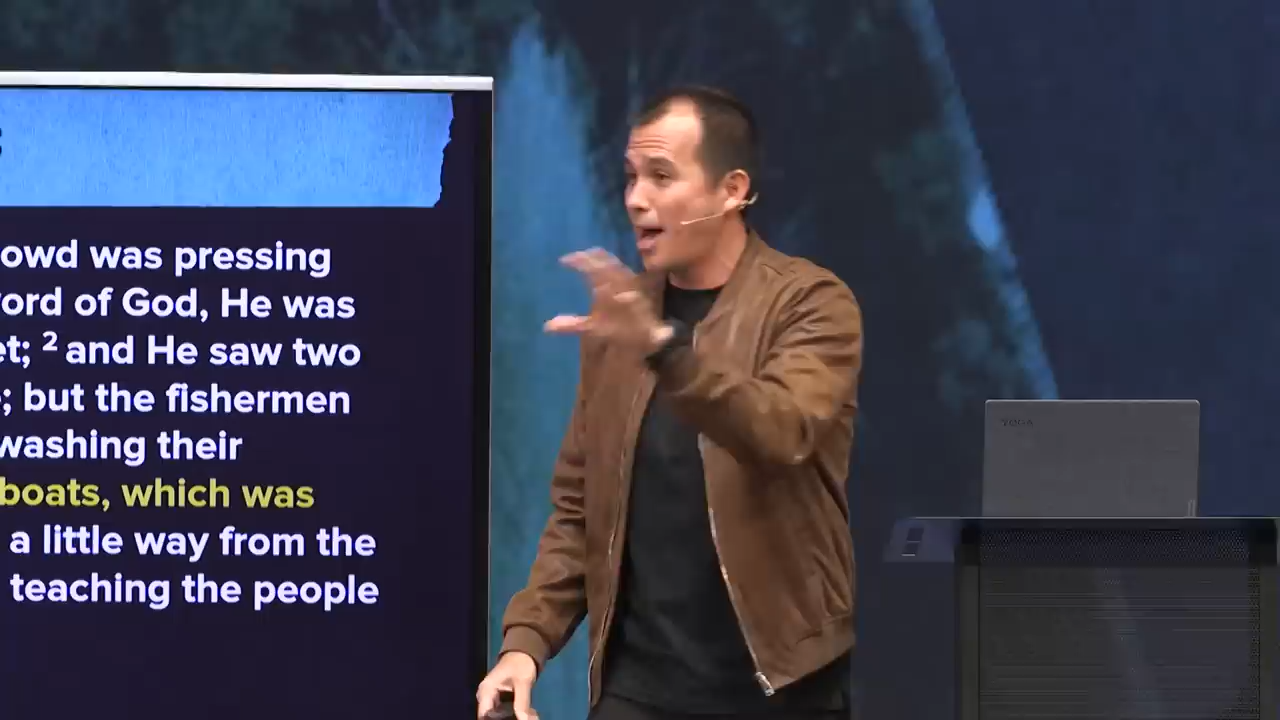 owd was pressing
ord of God, He was
et; ² and He saw two
; but the fishermen
washing their
boats, which was
a little way from the
teaching the people
YOGA